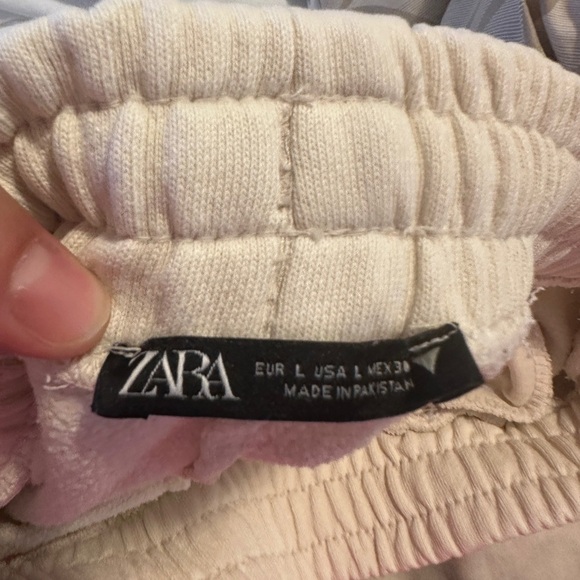 ZARA
EUR L USA L MEX 30
MADE IN PAKISTAN